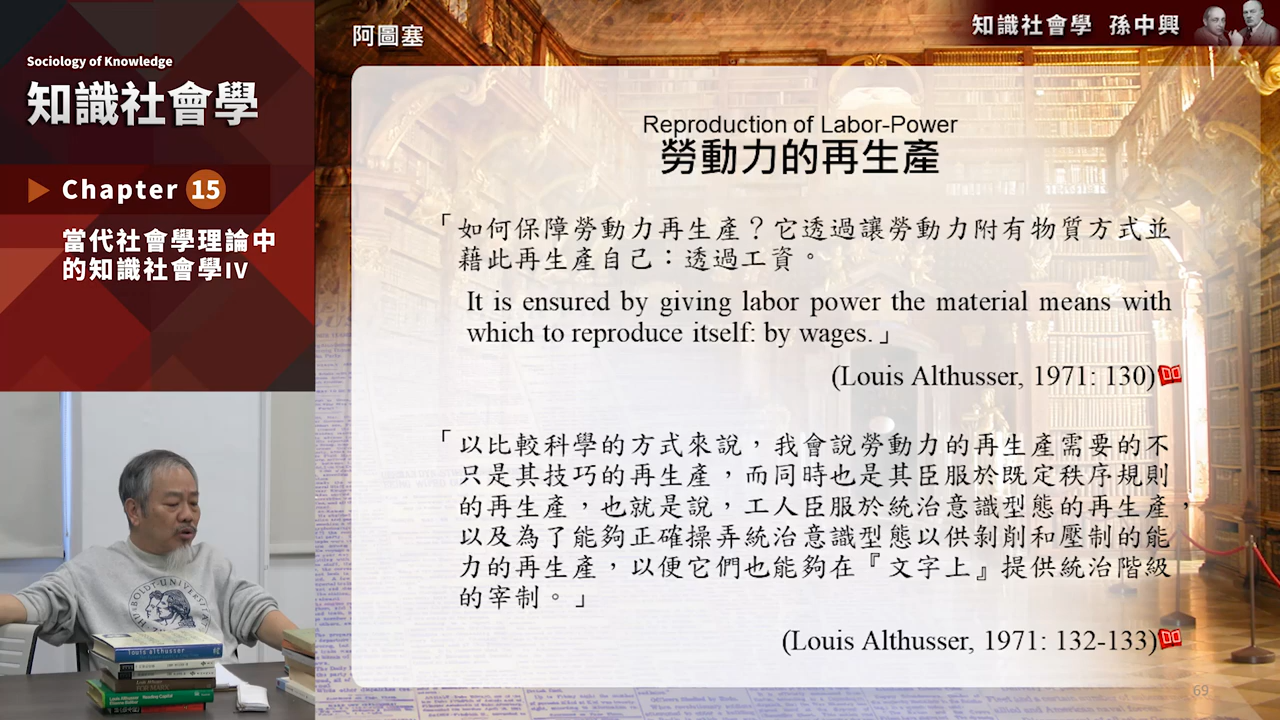 Sociology of Knowledge
知識社會學
Chapter 15
當代社會學理論中
的知識社會學IV
阿圖塞
知識社會學 孫中興
Reproduction of Labor-Power
勞動力的再生產
「如何保障勞動力再生產？它透過讓勞動力附有物質方式並
藉此再生產自己：透過工資。
It is ensured by giving labor power the material means with
which to reproduce itself: by wages.」
(Louis Althusser, 1971: 130)
「以比較科學的方式來說，我會說勞動力的再生產需要的不
只是其技巧的再生產，而同時也是其臣服於既定秩序規則
的再生產，也就是說，工人臣服於統治意識型態的再生產，
以及為了能夠正確操弄統治意識型態以供剝削和壓制的能
力的再生產，以便它們也能夠在『文字上』提供統治階級
的宰制。」
(Louis Althusser, 1971: 132-133)
69
HUMBOLDT-UNIVERSITÄT
louis althusser
FOR MARX
Reading Capital